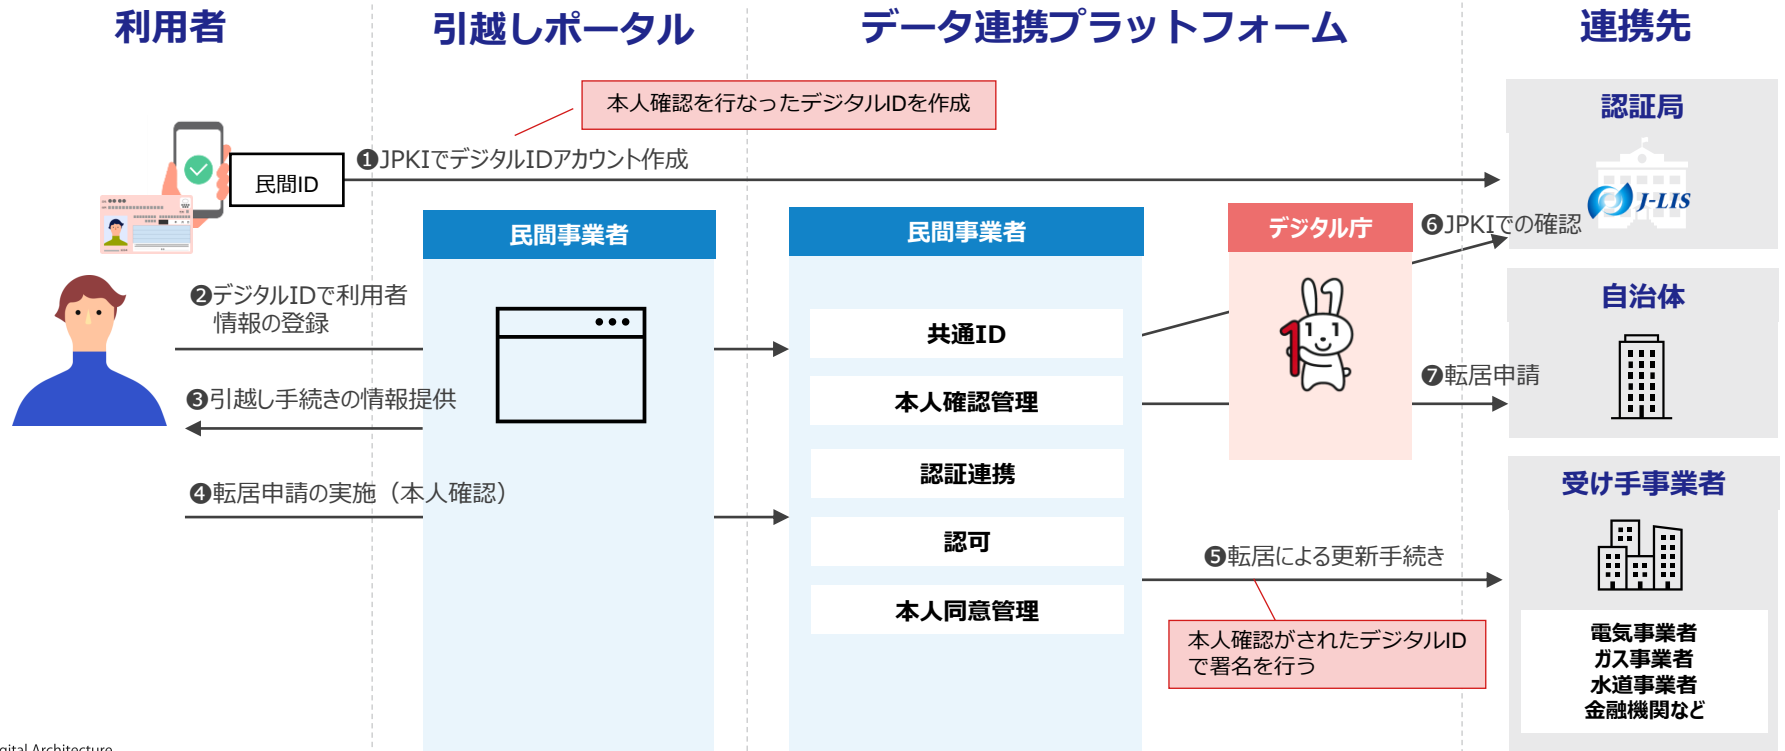 利用者
引越しポータル
データ連携プラットフォーム
連携先
本人確認を行なったデジタルIDを作成
認証局
❶JPKIでデジタルIDアカウント作成
民間ID
J-LIS
民間事業者
民間事業者
デジタル庁
❻JPKIでの確認
❷デジタルIDで利用者
情報の登録
自治体
共通ID
1
❼転居申請
❸引越し手続きの情報提供
本人確認管理
認証連携
受け手事業者
❹転居申請の実施（本人確認）
認可
❺転居による更新手続き
本人同意管理
本人確認がされたデジタルID
で署名を行う
電気事業者
ガス事業者
水道事業者
金融機関など